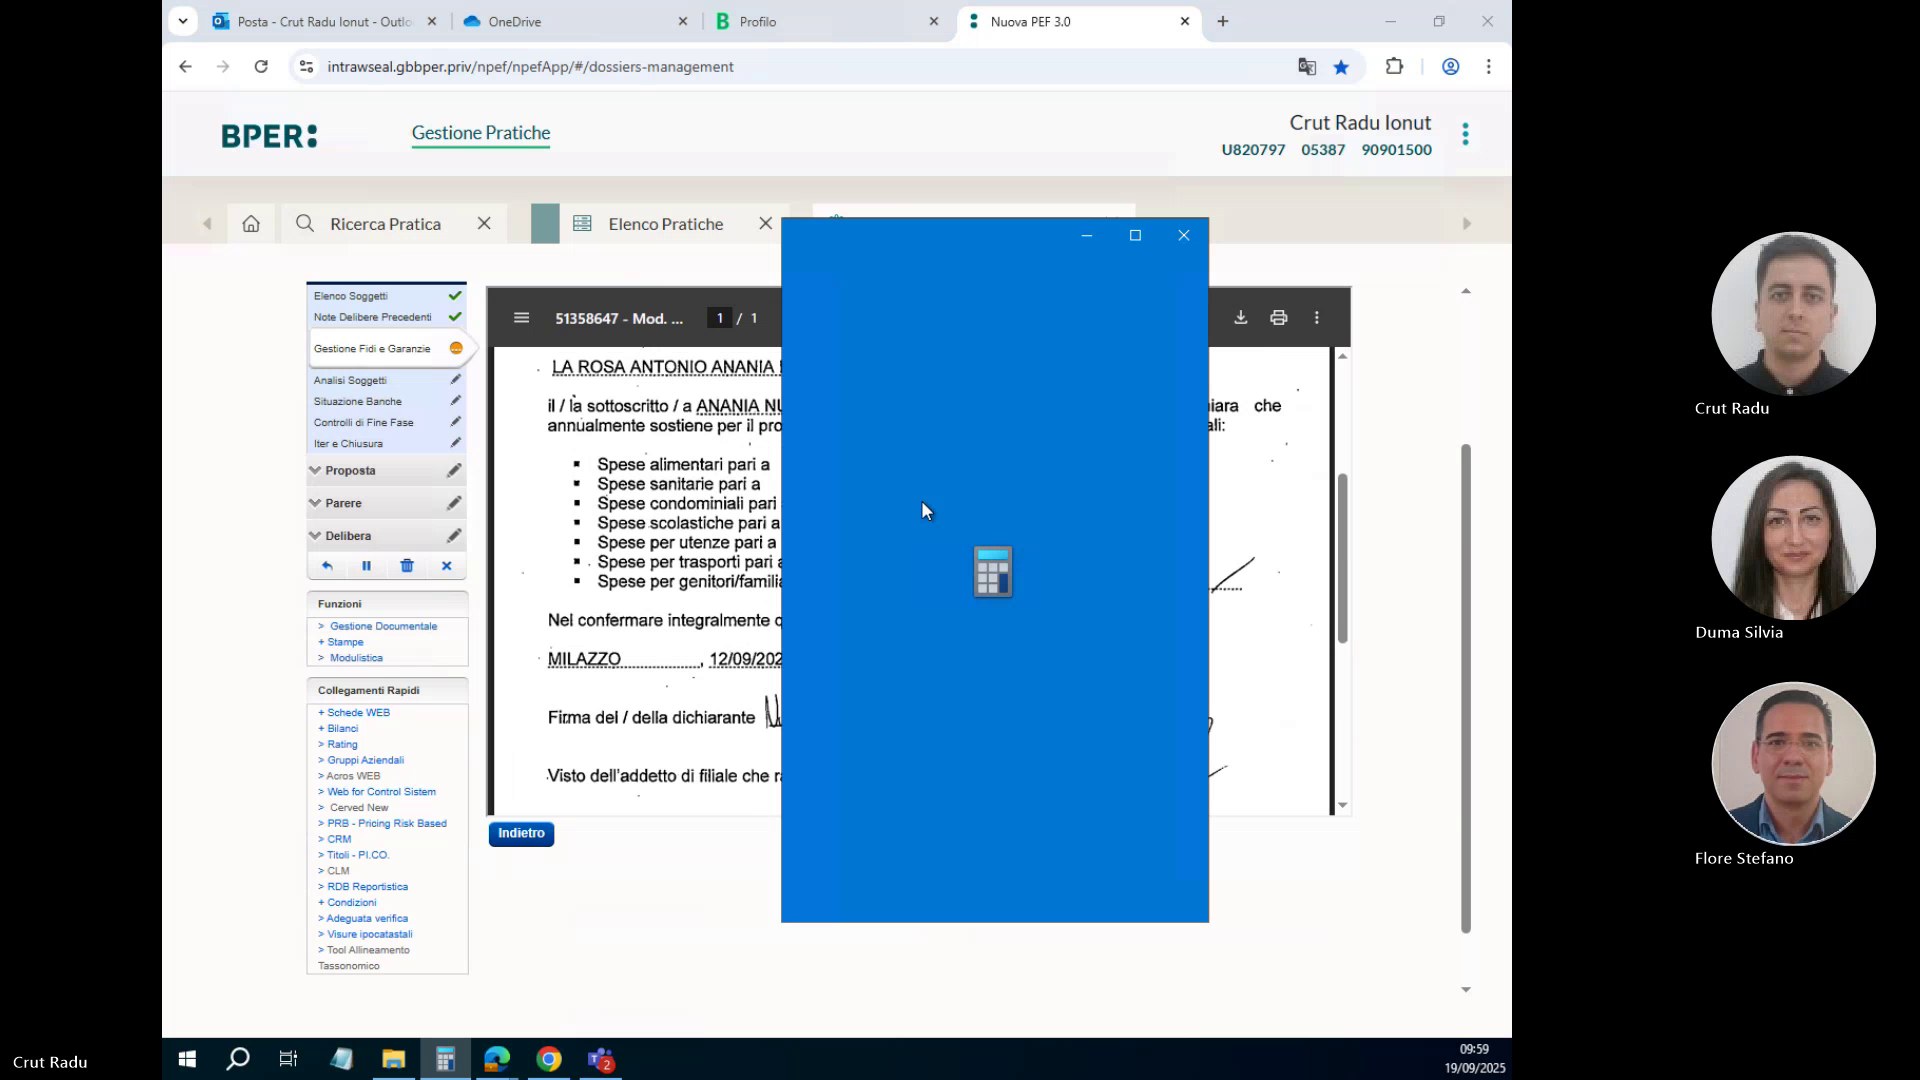 Posta - Crut Radu Ionut - Outlo
OneDrive
Profilo
Nuova PEF 3.0
intrawseal.gbbper.priv/npef/npefApp/#/dossiers-management
BPER:
Gestione Pratiche
Crut Radu Ionut
U820797 05387 90901500
Ricerca Pratica
Elenco Pratiche
Elenco Soggetti
Note Delibere Precedenti
Gestione Fidi e Garanzie
Analisi Soggetti
Situazione Banche
Controlli di Fine Fase
Iter e Chiusura
Proposta
Parere
Delibera
Funzioni
> Gestione Documentale
+ Stampe
> Modulistica
Collegamenti Rapidi
+ Schede WEB
+ Bilanci
> Rating
> Gruppi Aziendali
> Acros WEB
> Web for Control Sistem
> Cerved New
> PRB - Pricing Risk Based
> CRM
> Titoli - PI.CO.
> CLM
> RDB Reportistica
+ Condizioni
> Adeguata verifica
> Visure ipocatastali
> Tool Allineamento
Tassonomico
51358647 - Mod. ...
1 / 1
LA ROSA ANTONIO ANANIA
il / la sottoscritto / a ANANIA NU
iara che
annualmente sostiene per il pro
ali:
Spese alimentari pari a
Spese sanitarie pari a
Spese condominiali pari
Spese scolastiche pari a
Spese per utenze pari a
Spese per trasporti pari a
Spese per genitori/familia
Nel confermare integralmente
MILAZZO, 12/09/202
Firma del / della dichiarante
Visto dell'addetto di filiale che
Indietro
Crut Radu
Duma Silvia
Flore Stefano
Crut Radu
2
09:59
19/09/2025